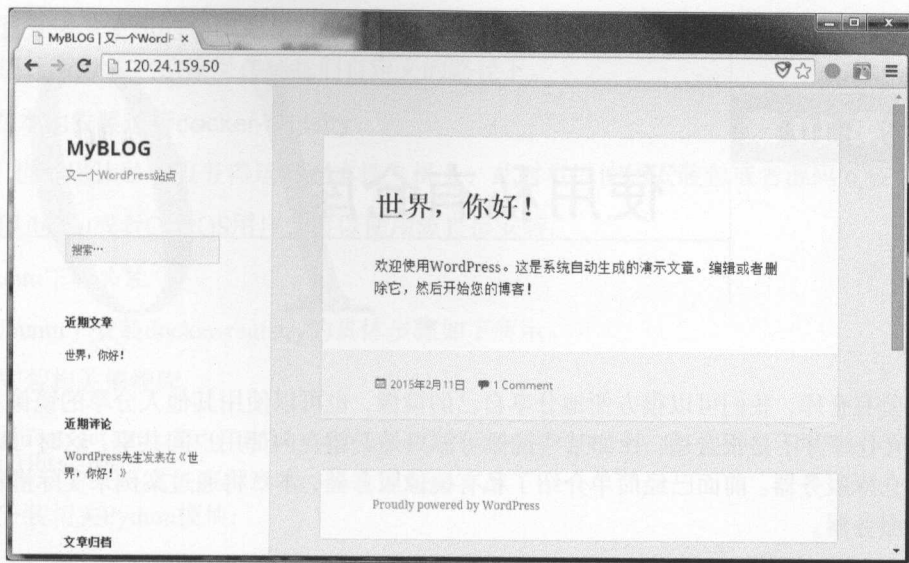 MyBLOG | 又一个WordP
120.24.159.50
MyBLOG
又一个WordPress站点
搜索…
近期文章
世界，你好！
近期评论
WordPress先生发表在《世
界，你好！》
文章归档
世界，你好！
欢迎使用WordPress。这是系统自动生成的演示文章。编辑或者删
除它，然后开始您的博客！
2015年2月11日 1 Comment
Proudly powered by WordPress